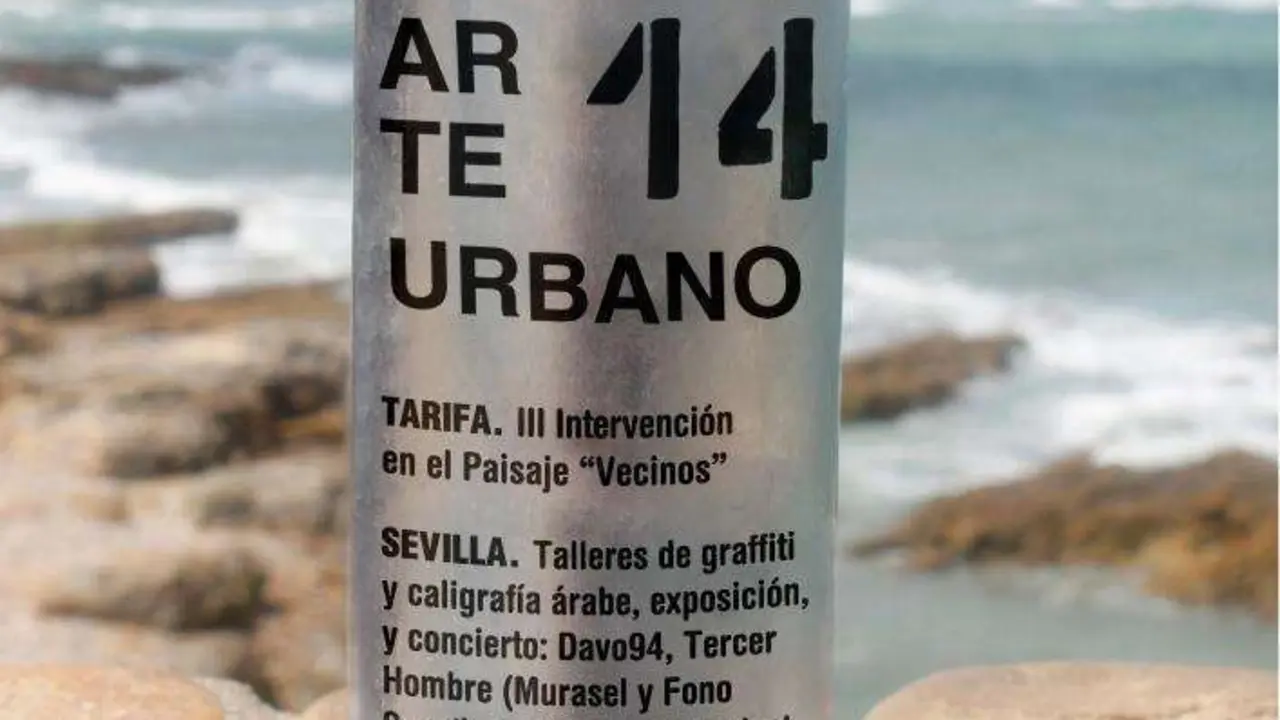 AR 14
TE
URBANO
TARIFA. III Intervención
en el Paisaje “Vecinos”
SEVILLA. Talleres de graffiti
y caligrafía árabe, exposición,
y concierto: Davo94, Tercer
Hombre (Murasel y Fono